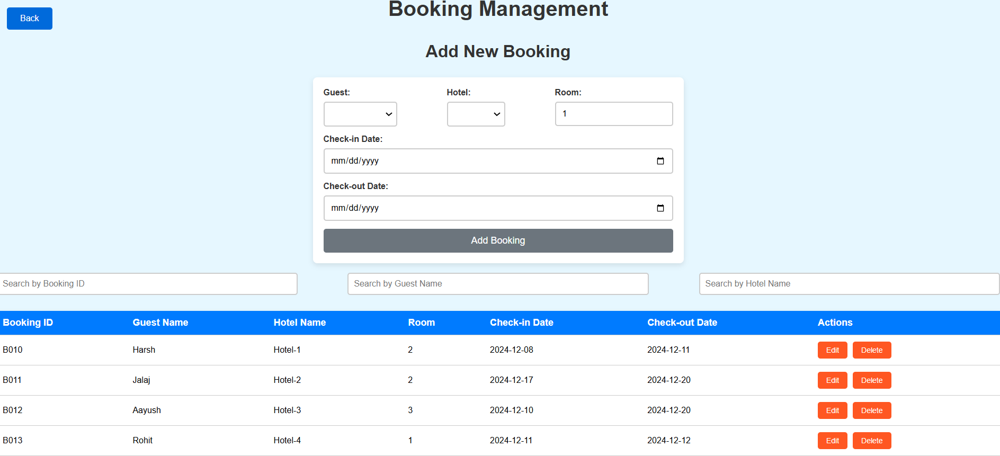 Back
Booking Management
Add New Booking
Guest: Hotel: Room:
1
Check-in Date:
mm/dd/yyyy
Check-out Date:
mm/dd/yyyy
Add Booking
Search by Booking ID Search by Guest Name Search by Hotel Name
Booking ID Guest Name Hotel Name Room Check-in Date Check-out Date Actions
B010 Harsh Hotel-1 2 2024-12-08 2024-12-11 Edit Delete
B011 Jalaj Hotel-2 2 2024-12-17 2024-12-20 Edit Delete
B012 Aayush Hotel-3 3 2024-12-10 2024-12-20 Edit Delete
B013 Rohit Hotel-4 1 2024-12-11 2024-12-12 Edit Delete